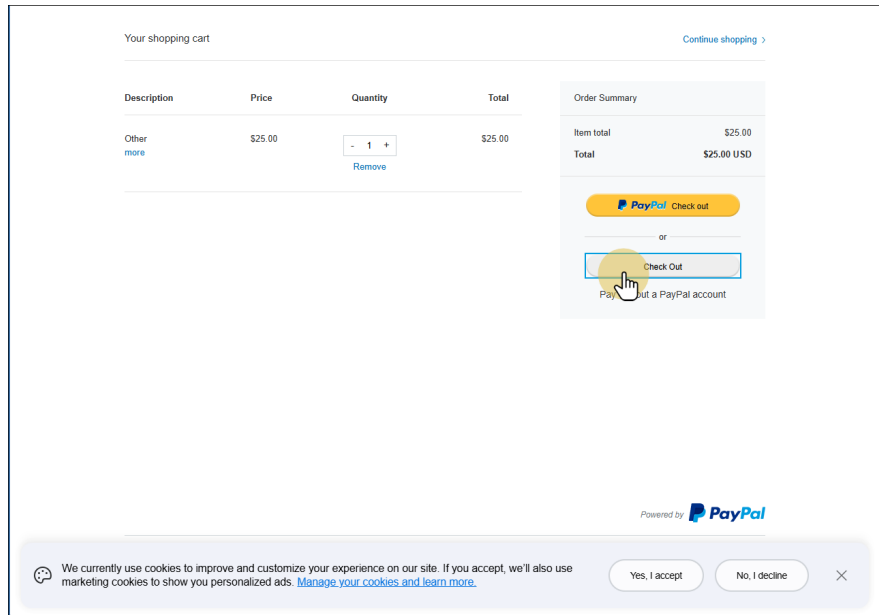 Your shopping cart
Continue shopping >
Description Price Quantity Total
Other $25.00 - 1 + $25.00
more
Remove
Order Summary
Item total $25.00
Total $25.00 USD
PayPal Check out
or
Check Out
Pay out a PayPal account
Powered by PayPal
We currently use cookies to improve and customize your experience on our site. If you accept, we'll also use
marketing cookies to show you personalized ads. Manage your cookies and learn more.
Yes, I accept
No, I decline